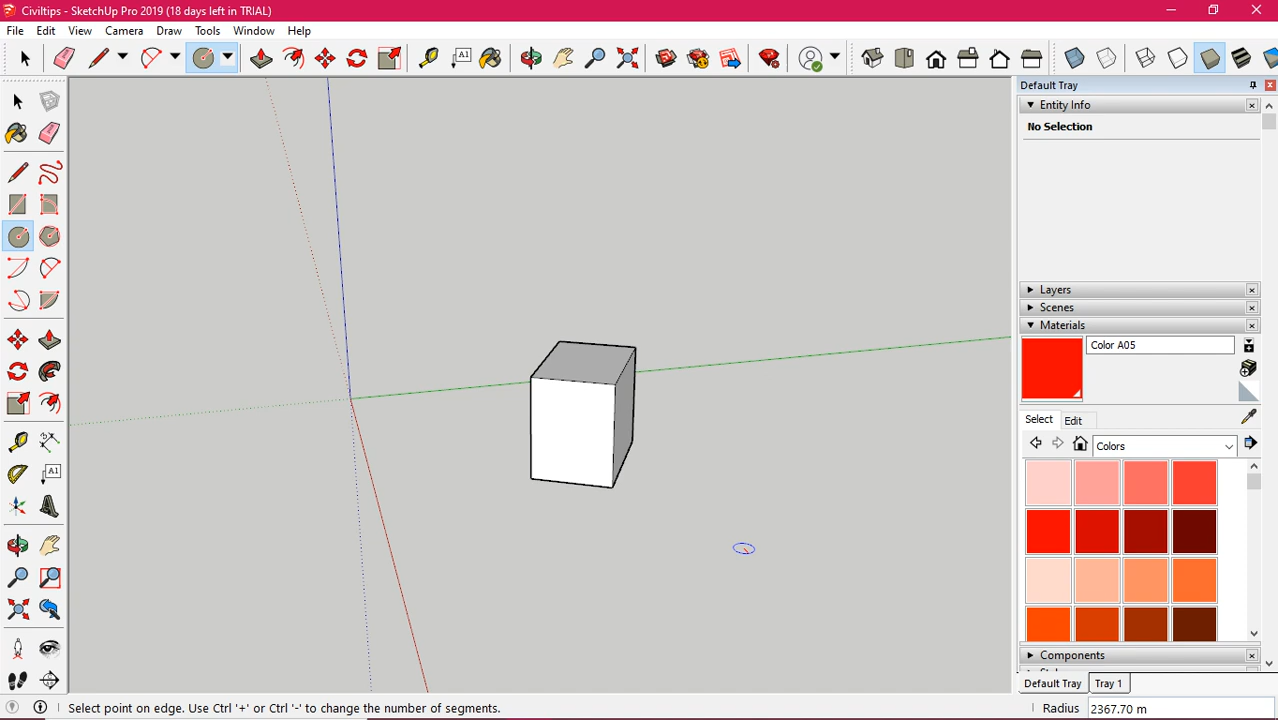 Civiltips - SketchUp Pro 2019 (18 days left in TRIAL)
File Edit View Camera Draw Tools Window Help
A1
Default Tray
Entity Info
No Selection
Layers
Scenes
Materials
Color A05
Select Edit
Colors
A1
Components
Default Tray Tray 1
Select point on edge. Use Ctrl '+' or Ctrl '-' to change the number of segments.
Radius 2367.70 m